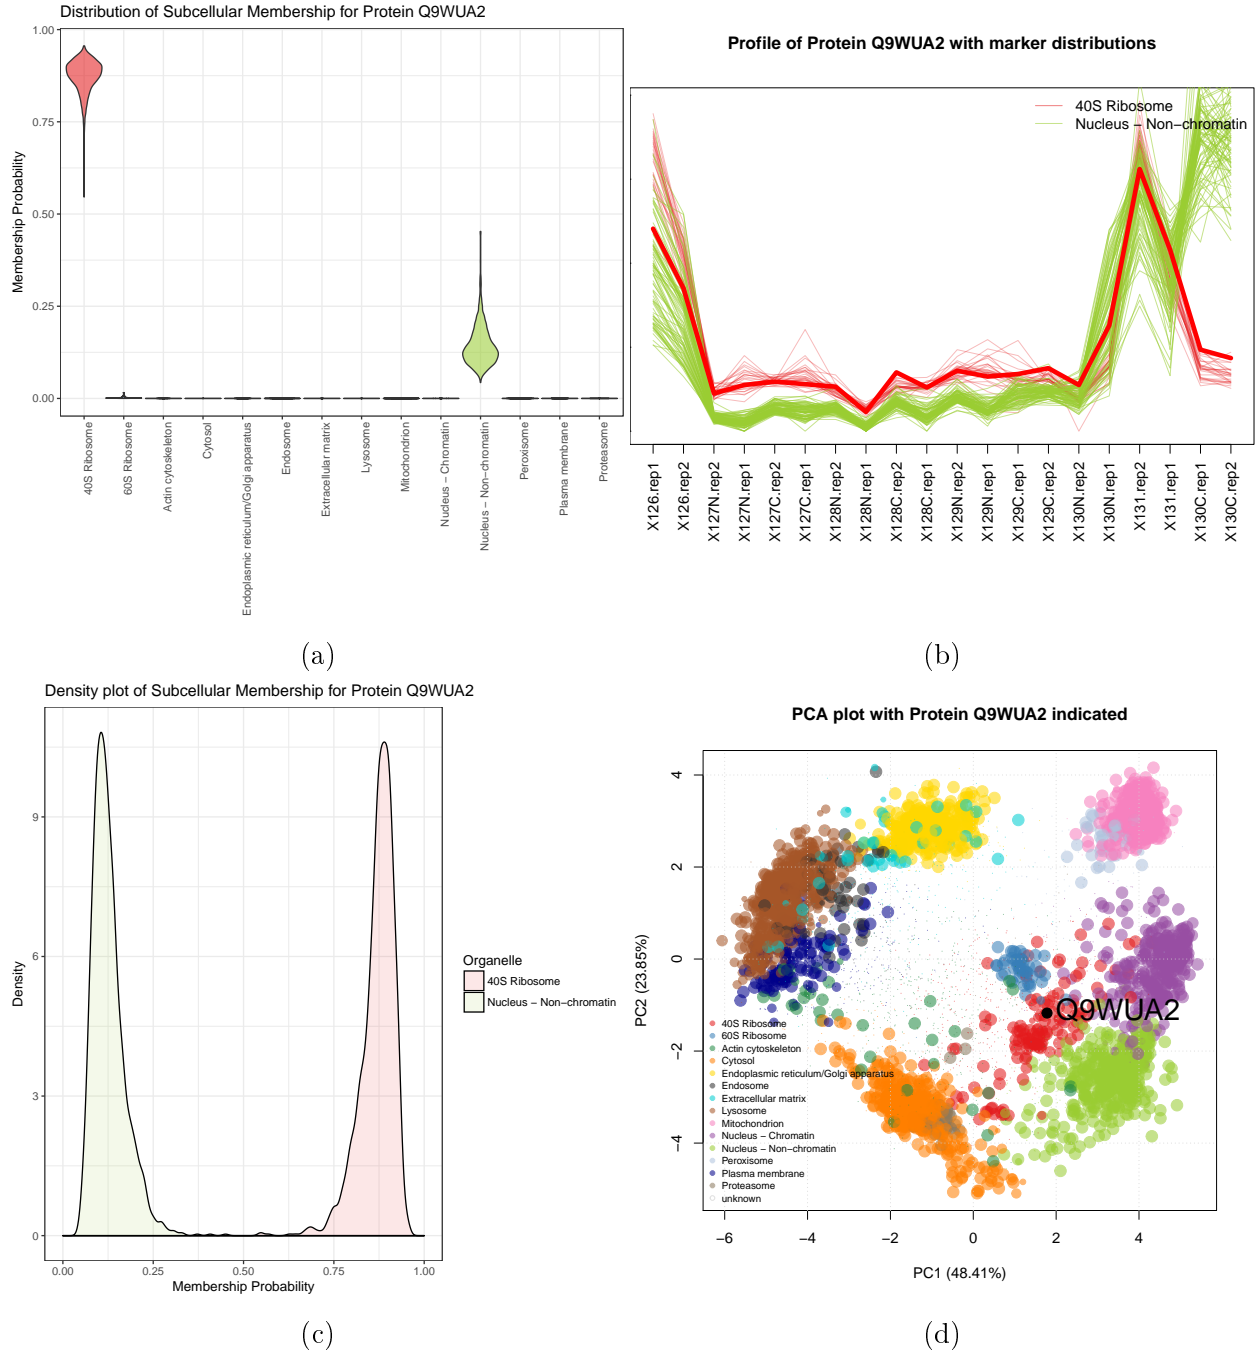 Distribution of Subcellular Membership for Protein Q9WUA2
Membership Probability
1.00
0.75
0.50
0.25
0.00
40S Ribosome
60S Ribosome
Actin cytoskeleton
Cytosol
Endoplasmic reticulum/Golgi apparatus
Endosome
Extracellular matrix
Lysosome
Mitochondrion
Nucleus − Chromatin
Nucleus − Non−chromatin
Peroxisome
Plasma membrane
Proteasome
(a)
Profile of Protein Q9WUA2 with marker distributions
40S Ribosome
Nucleus − Non−chromatin
X126.rep1
X126.rep2
X127N.rep2
X127N.rep1
X127C.rep2
X127C.rep1
X128N.rep2
X128N.rep1
X128C.rep2
X128C.rep1
X129N.rep2
X129N.rep1
X129C.rep1
X129C.rep2
X130N.rep2
X130N.rep1
X131.rep2
X131.rep1
X130C.rep1
X130C.rep2
(b)
Density plot of Subcellular Membership for Protein Q9WUA2
Density
9
6
3
0
0.00
0.25
0.50
0.75
1.00
Membership Probability
Organelle
40S Ribosome
Nucleus − Non−chromatin
(c)
PCA plot with Protein Q9WUA2 indicated
PC2 (23.85%)
4
2
0
−2
−4
Q9WUA2
40S Ribosome
60S Ribosome
Actin cytoskeleton
Cytosol
Endoplasmic reticulum/Golgi apparatus
Endosome
Extracellular matrix
Lysosome
Mitochondrion
Nucleus − Chromatin
Nucleus − Non−chromatin
Peroxisome
Plasma membrane
Proteasome
unknown
−6
−4
−2
0
2
4
PC1 (48.41%)
(d)